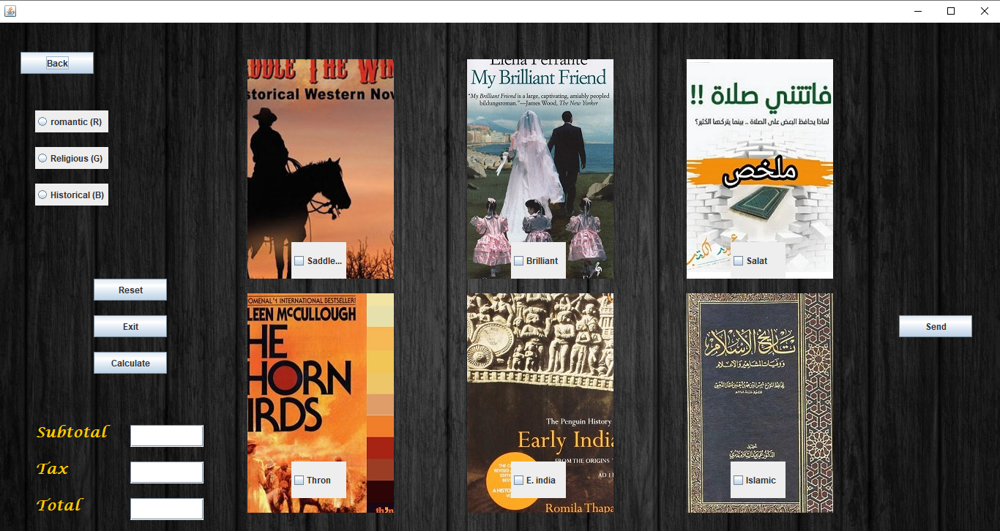 Back
romantic (R)
Religious (G)
Historical (B)
Reset
Exit
Calculate
Subtotal
Tax
Total
THE WIN
storical Western Nov
Saddle...
Elena Ferrante
My Brilliant Friend
"My Brilliant Friend is a large, captivating, amiably peopled
bildungsroman."—James Wood, The New Yorker
Brilliant
فاتتني صلاة !!
لماذا يحافظ البعض على الصلاة .. بينما يتركها الكثير؟
ملخص
Salat
OMENAL #1 INTERNATIONAL BESTSELLER!
LEEN McCULLOUGH
HE
HORN
IRDS
Thron
The Penguin History
Early India
FROM THE ORIGINS
AD 13
E. india
Romila Thapa
تاريخ الإسلام
ووفيات المشاهير والأعلام
تحقيق
Islamic
Send